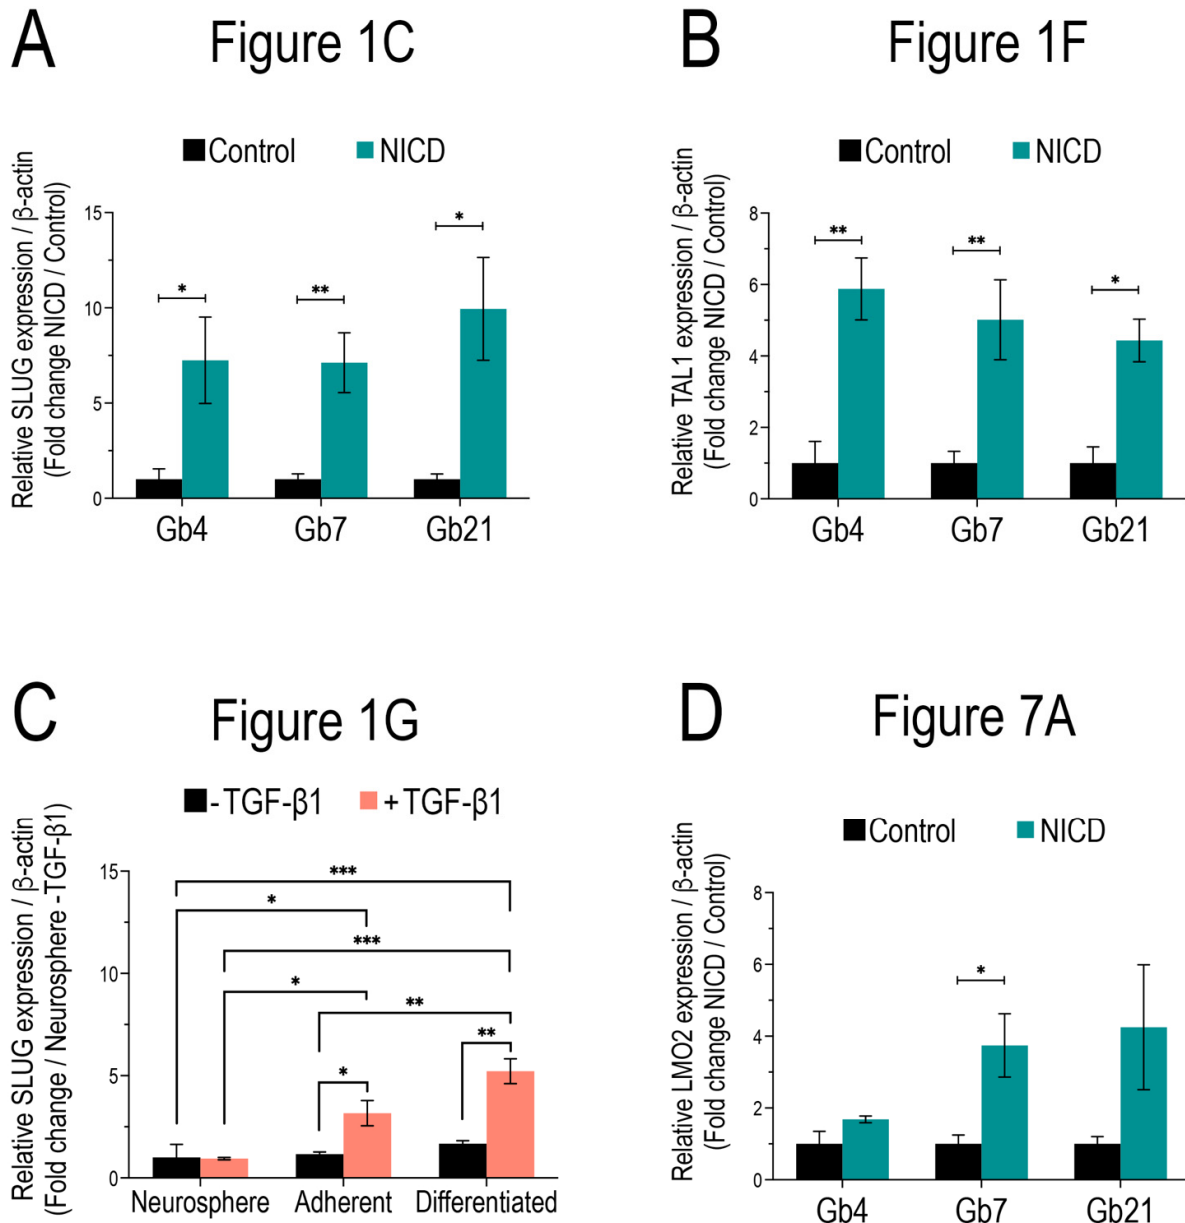 A Figure 1C
Control NICD
Relative SLUG expression / β-actin
(Fold change NICD / Control)
15
10
5
0
*
**
*
Gb4 Gb7 Gb21
B Figure 1F
Control NICD
Relative TAL1 expression / β-actin
(Fold change NICD / Control)
8
6
4
2
0
**
**
*
Gb4 Gb7 Gb21
C Figure 1G
-TGF-β1 +TGF-β1
Relative SLUG expression / β-actin
(Fold change / Neurosphere -TGF-β1)
15
10
5
0
***
*
***
*
**
**
*
Neurosphere Adherent Differentiated
D Figure 7A
Control NICD
Relative LMO2 expression / β-actin
(Fold change NICD / Control)
8
6
4
2
0
*
Gb4 Gb7 Gb21